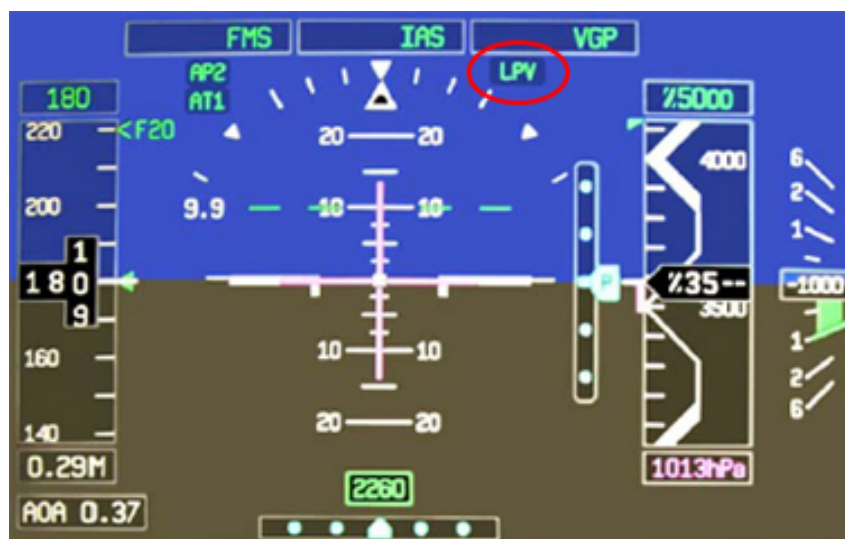 FMS IAS VGP
AP2 LPV
AT1
180 %5000
220 <F20 20 20 4000 6
2
200 9.9 10 10 1
1
180 P %35-- -1000
9 3500
160 10 10 1
2
140 20 20 6
0.29M 1013hPa
2260
AOA 0.37